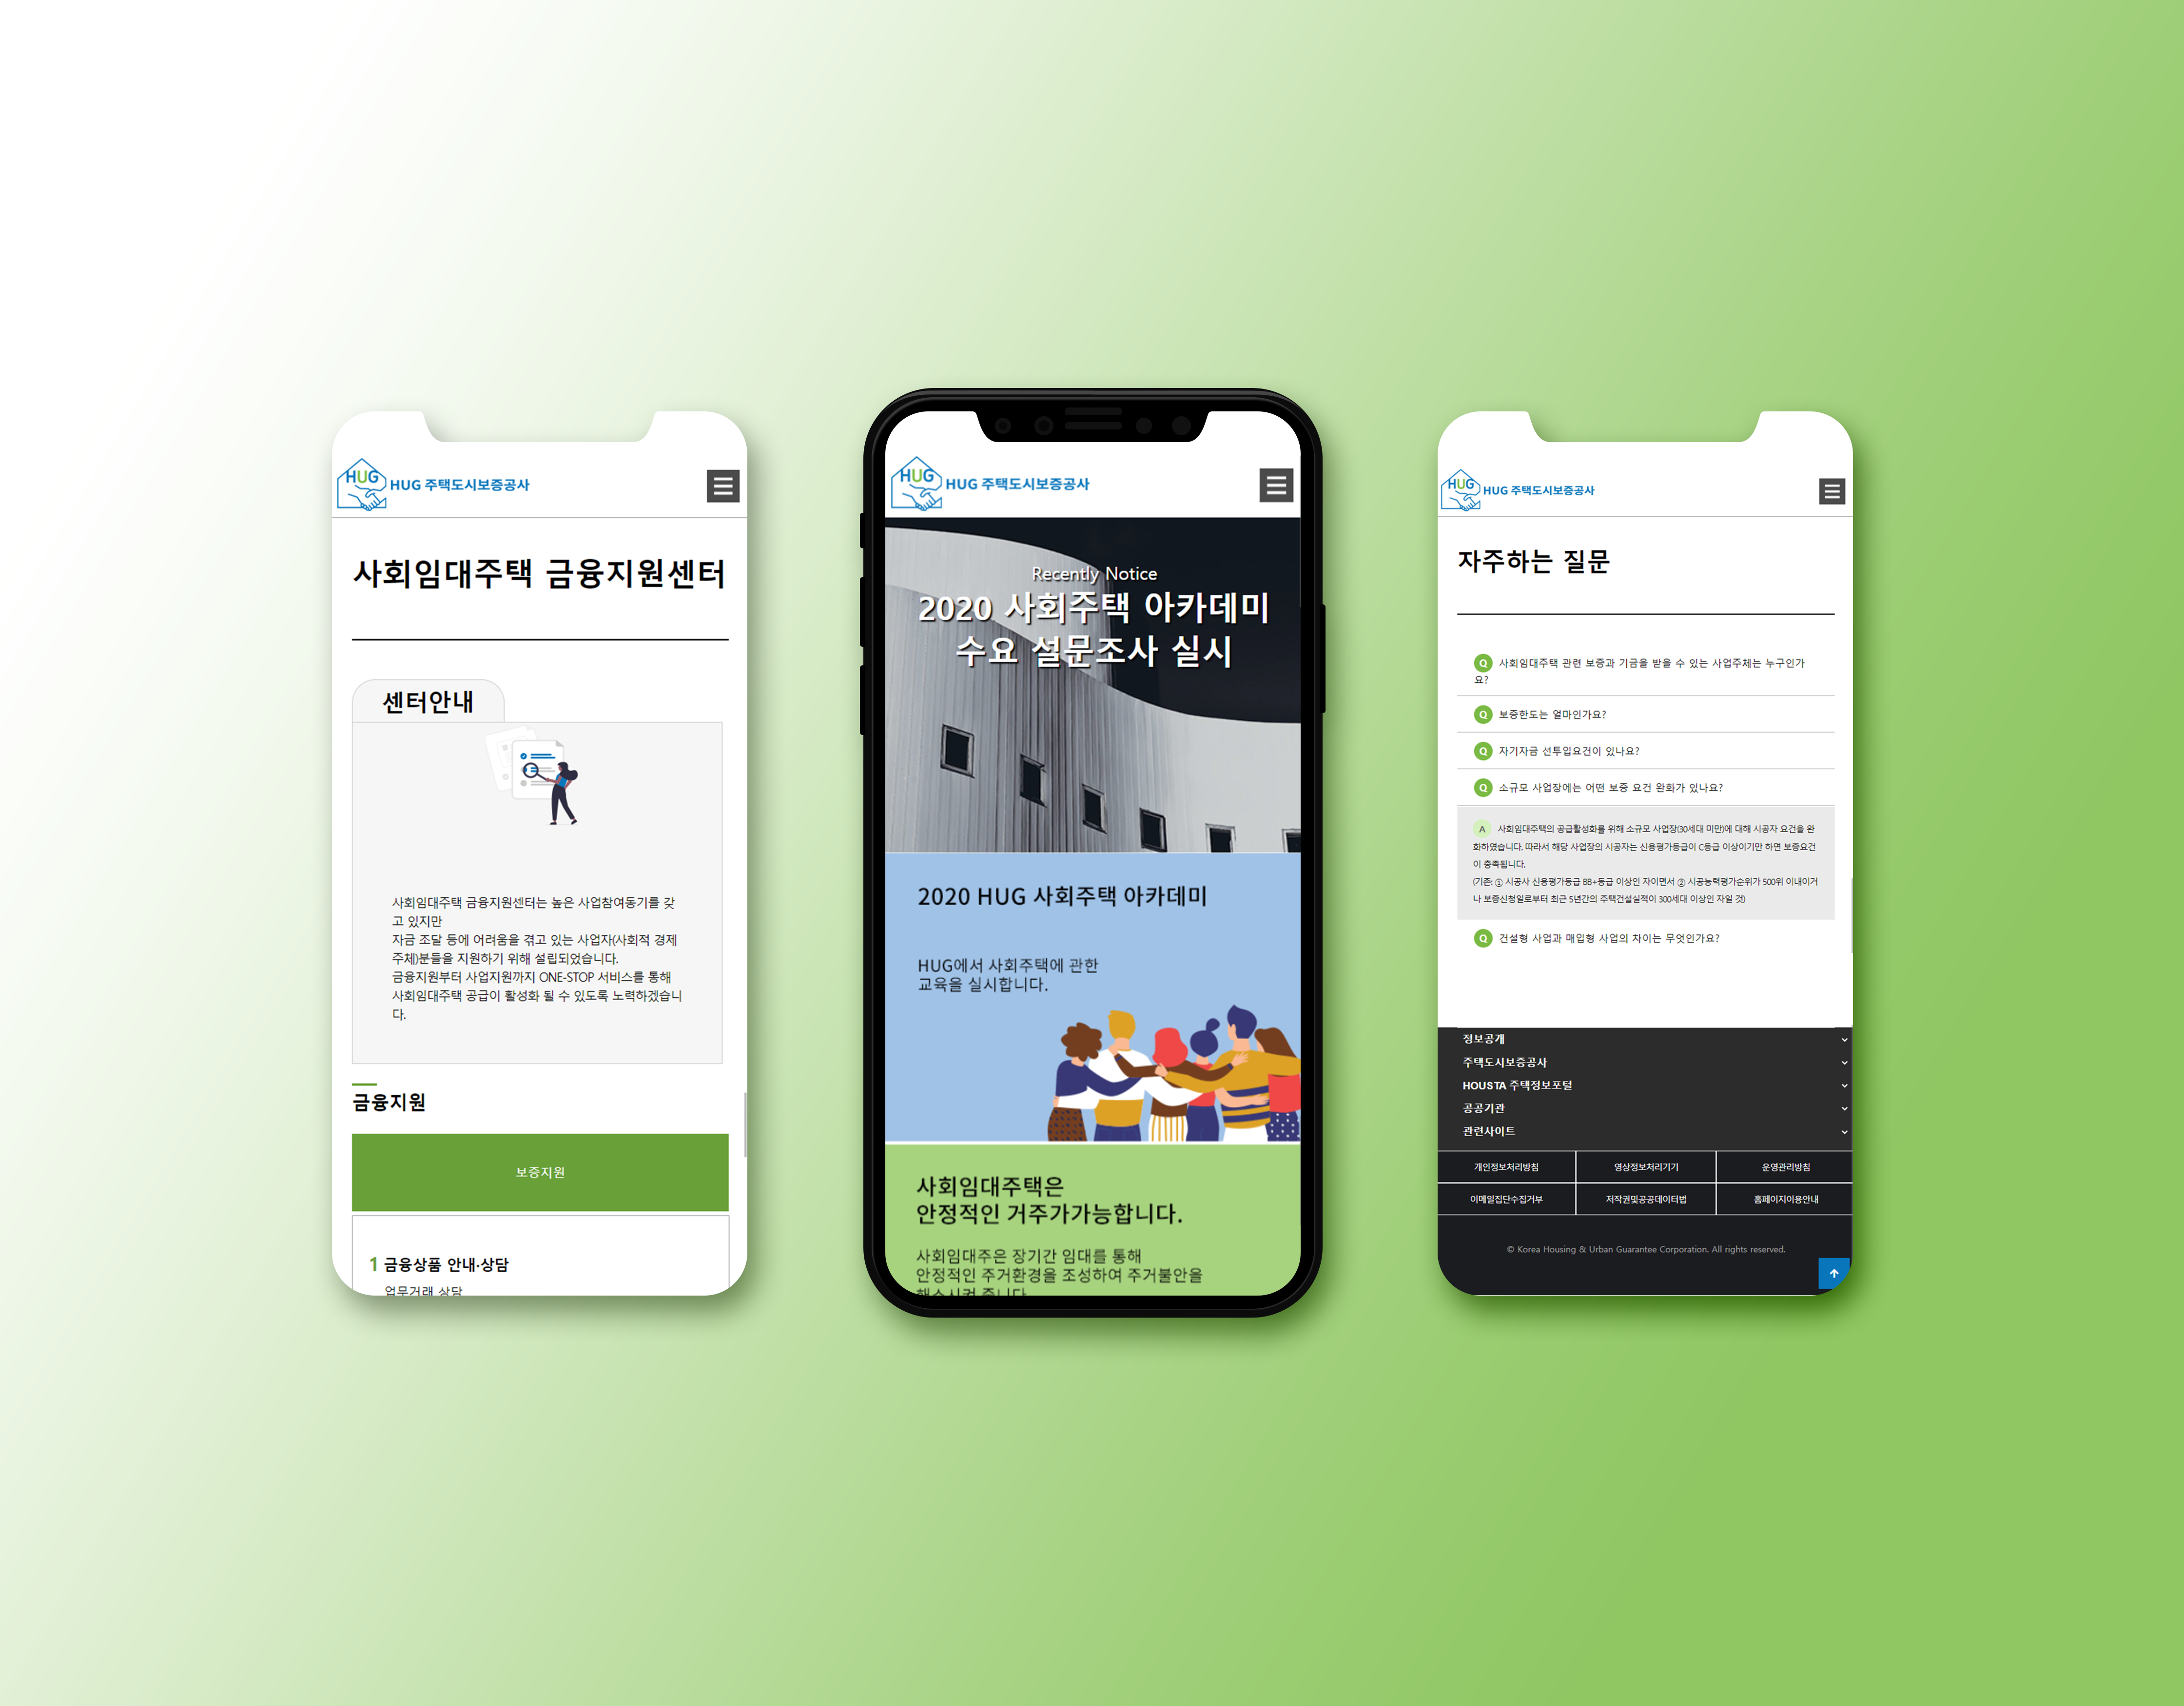 HUG
HUG 주택도시보증공사
사회임대주택 금융지원센터
센터안내
사회임대주택 금융지원센터는 높은 사업참여동기를 갖
고 있지만
자금 조달 등에 어려움을 겪고 있는 사업자(사회적 경제
주체)분들을 지원하기 위해 설립되었습니다.
금융지원부터 사업지원까지 ONE-STOP 서비스를 통해
사회임대주택 공급이 활성화 될 수 있도록 노력하겠습니
다.
금융지원
보증지원
1 금융상품 안내·상담
업무거래 상담
HUG
HUG 주택도시보증공사
Recently Notice
2020 사회주택 아카데미
수요 설문조사 실시
2020 HUG 사회주택 아카데미
HUG에서 사회주택에 관한
교육을 실시합니다.
사회임대주택은
안정적인 거주가가능합니다.
사회임대주은 장기간 임대를 통해
안정적인 주거환경을 조성하여 주거불안을
해소시켜 줍니다
HUG
HUG 주택도시보증공사
자주하는 질문
Q 사회임대주택 관련 보증과 기금을 받을 수 있는 사업주체는 누구인가
요?
Q 보증한도는 얼마인가요?
Q 자기자금 선투입요건이 있나요?
Q 소규모 사업장에는 어떤 보증 요건 완화가 있나요?
A 사회임대주택의 공급활성화를 위해 소규모 사업장(30세대 미만)에 대해 시공자 요건을 완
화하였습니다. 따라서 해당 사업장의 시공자는 신용평가등급이 C등급 이상이기만 하면 보증요건
이 충족됩니다.
(기존: ① 시공사 신용평가등급 BB+등급 이상인 자이면서 ② 시공능력평가순위가 500위 이내이거
나 보증신청일로부터 최근 5년간의 주택건설실적이 300세대 이상인 자일 것)
Q 건설형 사업과 매입형 사업의 차이는 무엇인가요?
정보공개
주택도시보증공사
HOUSTA 주택정보포털
공공기관
관련사이트
개인정보처리방침 영상정보처리기기 운영관리방침
이메일집단수집거부 저작권및공공데이터법 홈페이지이용안내
© Korea Housing & Urban Guarantee Corporation. All rights reserved.